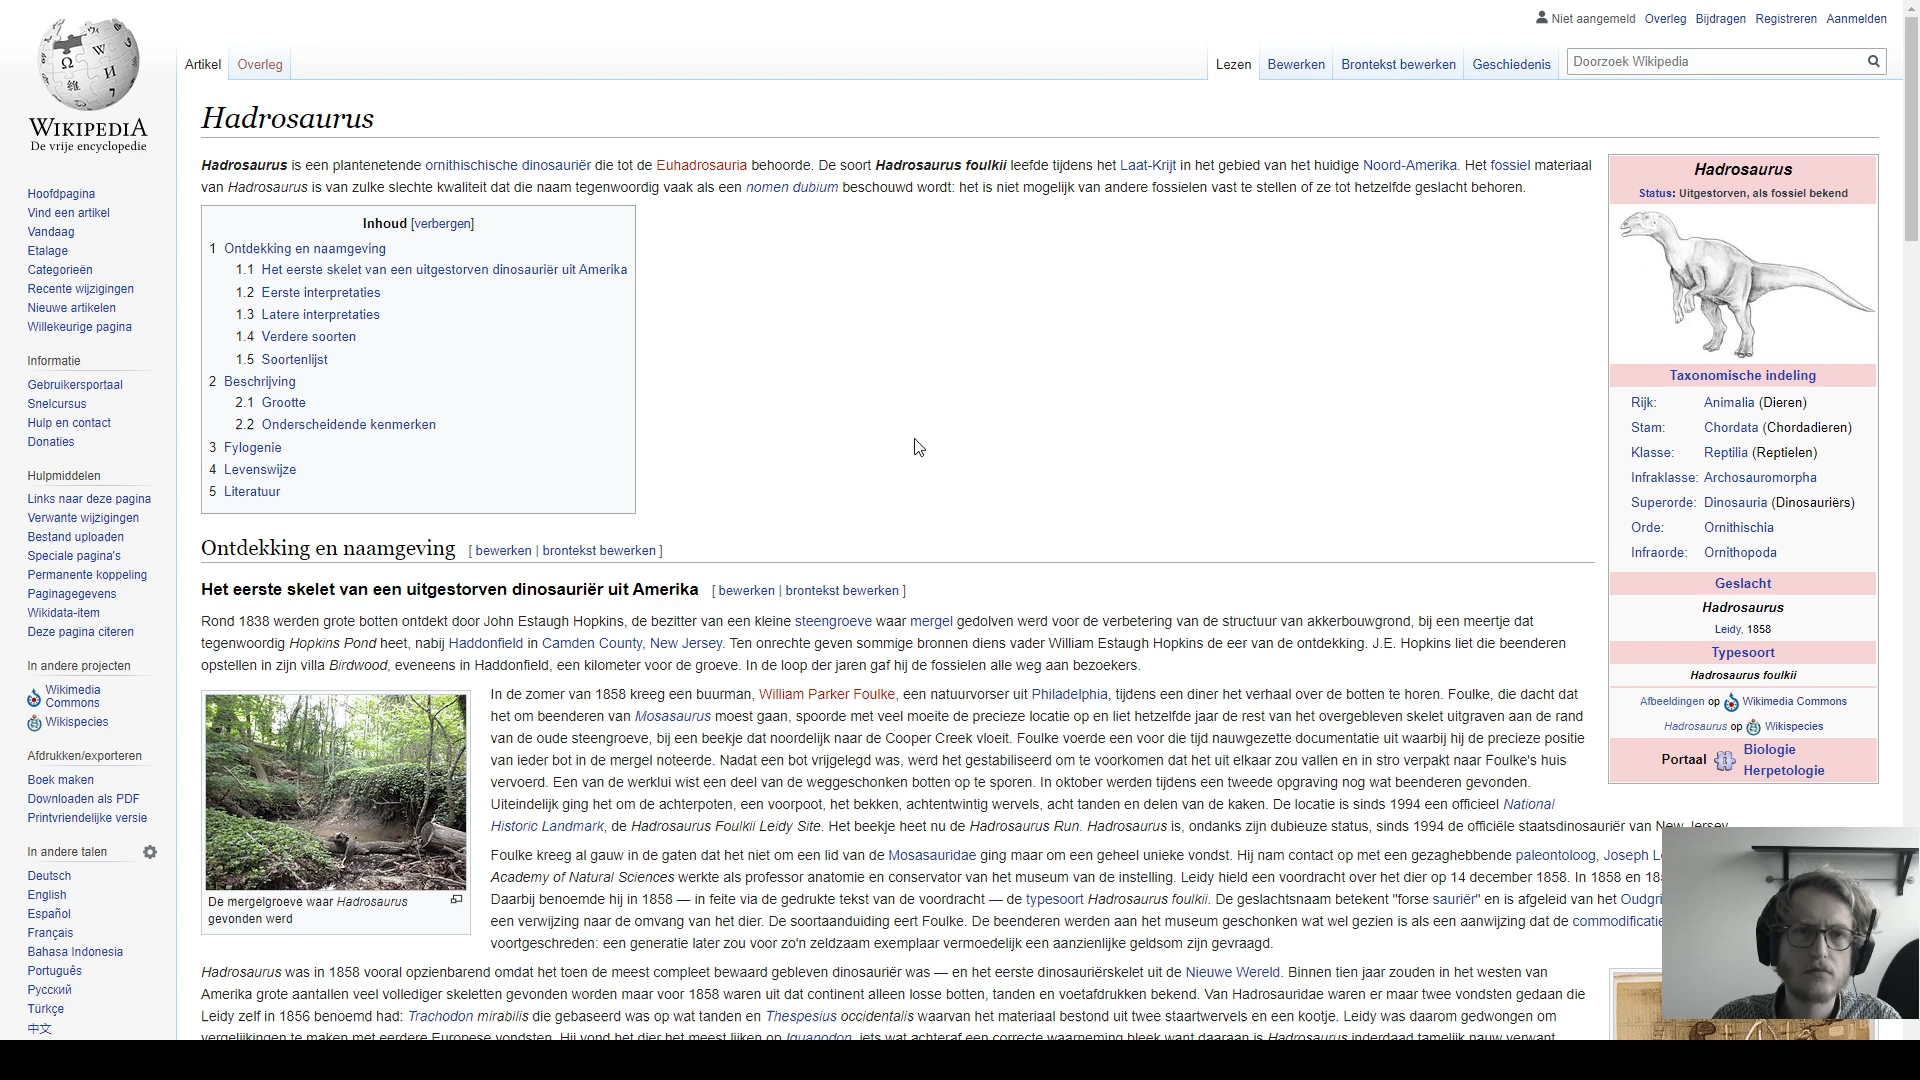 Niet aangemeld Overleg Bijdragen Registreren Aanmelden
Artikel Overleg
Lezen Bewerken Brontekst bewerken Geschiedenis Doorzoek Wikipedia
WIKIPEDIA
De vrije encyclopedie
Hoofdpagina
Vind een artikel
Vandaag
Etalage
Categorieën
Recente wijzigingen
Nieuwe artikelen
Willekeurige pagina
Informatie
Gebruikersportaal
Snelcursus
Hulp en contact
Donaties
Hulpmiddelen
Links naar deze pagina
Verwante wijzigingen
Bestand uploaden
Speciale pagina's
Permanente koppeling
Paginagegevens
Wikidata-item
Deze pagina citeren
In andere projecten
Wikimedia
Commons
Wikispecies
Afdrukken/exporteren
Boek maken
Downloaden als PDF
Printvriendelijke versie
In andere talen
Deutsch
English
Español
Français
Bahasa Indonesia
Português
Русский
Türkçe
中文
Hadrosaurus
Hadrosaurus is een plantenetende ornithischische dinosauriër die tot de Euhadrosauria behoorde. De soort Hadrosaurus foulkii leefde tijdens het Laat-Krijt in het gebied van het huidige Noord-Amerika. Het fossiel materiaal
van Hadrosaurus is van zulke slechte kwaliteit dat die naam tegenwoordig vaak als een nomen dubium beschouwd wordt: het is niet mogelijk van andere fossielen vast te stellen of ze tot hetzelfde geslacht behoren.
Inhoud [verbergen]
1 Ontdekking en naamgeving
1.1 Het eerste skelet van een uitgestorven dinosauriër uit Amerika
1.2 Eerste interpretaties
1.3 Latere interpretaties
1.4 Verdere soorten
1.5 Soortenlijst
2 Beschrijving
2.1 Grootte
2.2 Onderscheidende kenmerken
3 Fylogenie
4 Levenswijze
5 Literatuur
Ontdekking en naamgeving [ bewerken | brontekst bewerken ]
Het eerste skelet van een uitgestorven dinosauriër uit Amerika [ bewerken | brontekst bewerken ]
Rond 1838 werden grote botten ontdekt door John Estaugh Hopkins, de bezitter van een kleine steengroeve waar mergel gedolven werd voor de verbetering van de structuur van akkerbouwgrond, bij een meertje dat
tegenwoordig Hopkins Pond heet, nabij Haddonfield in Camden County, New Jersey. Ten onrechte geven sommige bronnen diens vader William Estaugh Hopkins de eer van de ontdekking. J.E. Hopkins liet die beenderen
opstellen in zijn villa Birdwood, eveneens in Haddonfield, een kilometer voor de groeve. In de loop der jaren gaf hij de fossielen alle weg aan bezoekers.
De mergelgroeve waar Hadrosaurus
gevonden werd
In de zomer van 1858 kreeg een buurman, William Parker Foulke, een natuurvorser uit Philadelphia, tijdens een diner het verhaal over de botten te horen. Foulke, die dacht dat
het om beenderen van Mosasaurus moest gaan, spoorde met veel moeite de precieze locatie op en liet hetzelfde jaar de rest van het overgebleven skelet uitgraven aan de rand
van de oude steengroeve, bij een beekje dat noordelijk naar de Cooper Creek vloeit. Foulke voerde een voor die tijd nauwgezette documentatie uit waarbij hij de precieze positie
van ieder bot in de mergel noteerde. Nadat een bot vrijgelegd was, werd het gestabiliseerd om te voorkomen dat het uit elkaar zou vallen en in stro verpakt naar Foulke's huis
vervoerd. Een van de werklui wist een deel van de weggeschonken botten op te sporen. In oktober werden tijdens een tweede opgraving nog wat beenderen gevonden.
Uiteindelijk ging het om de achterpoten, een voorpoot, het bekken, achtentwintig wervels, acht tanden en delen van de kaken. De locatie is sinds 1994 een officieel National
Historic Landmark, de Hadrosaurus Foulkii Leidy Site. Het beekje heet nu de Hadrosaurus Run. Hadrosaurus is, ondanks zijn dubieuze status, sinds 1994 de officiële staatsdinosauriër van New Jersey.
Foulke kreeg al gauw in de gaten dat het niet om een lid van de Mosasauridae ging maar om een geheel unieke vondst. Hij nam contact op met een gezaghebbende paleontoloog, Joseph
Academy of Natural Sciences werkte als professor anatomie en conservator van het museum van de instelling. Leidy hield een voordracht over het dier op 14 december 1858. In 1858 en
Daarbij benoemde hij in 1858 — in feite via de gedrukte tekst van de voordracht — de typesoort Hadrosaurus foulkii. De geslachtsnaam betekent "forse sauriër" en is afgeleid van het
een verwijzing naar de omvang van het dier. De soortaanduiding eert Foulke. De beenderen werden aan het museum geschonken wat wel gezien is als een aanwijzing dat de
voortgeschreden: een generatie later zou voor zo'n zeldzaam exemplaar vermoedelijk een aanzienlijke geldsom zijn gevraagd.
Hadrosaurus was in 1858 vooral opzienbarend omdat het toen de meest compleet bewaard gebleven dinosauriër was — en het eerste dinosauriërskelet uit de Nieuwe Wereld. Binnen tien jaar zouden in het westen van
Amerika grote aantallen veel vollediger skeletten gevonden worden maar voor 1858 waren uit dat continent alleen losse botten, tanden en voetafdrukken bekend. Van Hadrosauridae waren er maar twee vondsten gedaan die
Leidy zelf in 1856 benoemd had: Trachodon mirabilis die gebaseerd was op wat tanden en Thespesius occidentalis waarvan het materiaal bestond uit twee staartwervels en een kootje. Leidy was daarom gedwongen om
vergelijkingen te maken met eerdere Europese vondsten. Hij vond het dier het meest lijken op Iguanodon, iets wat achteraf een correcte waarneming bleek want daaraan is Hadrosaurus inderdaad tamelijk nauw verwant
Hadrosaurus
Status: Uitgestorven, als fossiel bekend
Taxonomische indeling
Rijk: Animalia (Dieren)
Stam: Chordata (Chordadieren)
Klasse: Reptilia (Reptielen)
Infraklasse: Archosauromorpha
Superorde: Dinosauria (Dinosauriërs)
Orde: Ornithischia
Infraorde: Ornithopoda
Geslacht
Hadrosaurus
Leidy, 1858
Typesoort
Hadrosaurus foulkii
Afbeeldingen op Wikimedia Commons
Hadrosaurus op Wikispecies
Portaal Biologie
Herpetologie